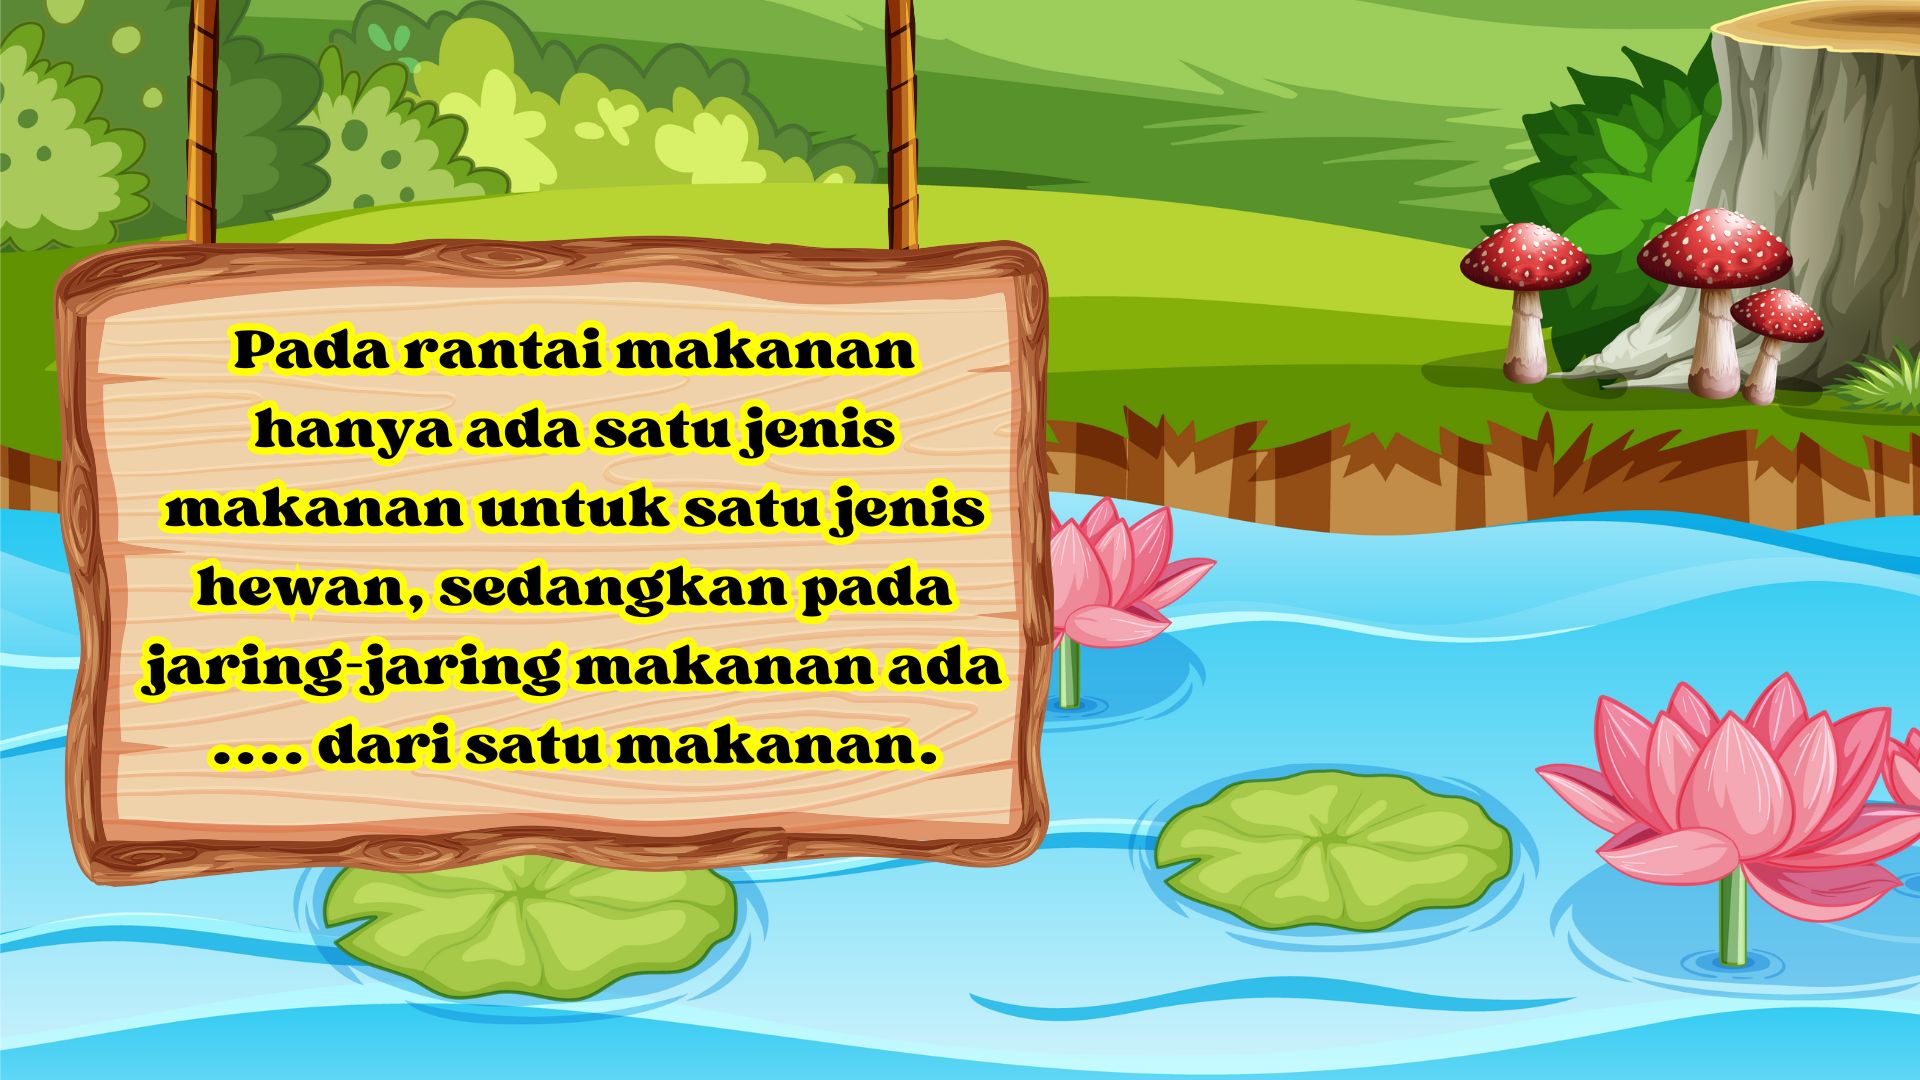 Pada rantai makanan
hanya ada satu jenis
makanan untuk satu jenis
hewan, sedangkan pada
jaring-jaring makanan ada
.... dari satu makanan.